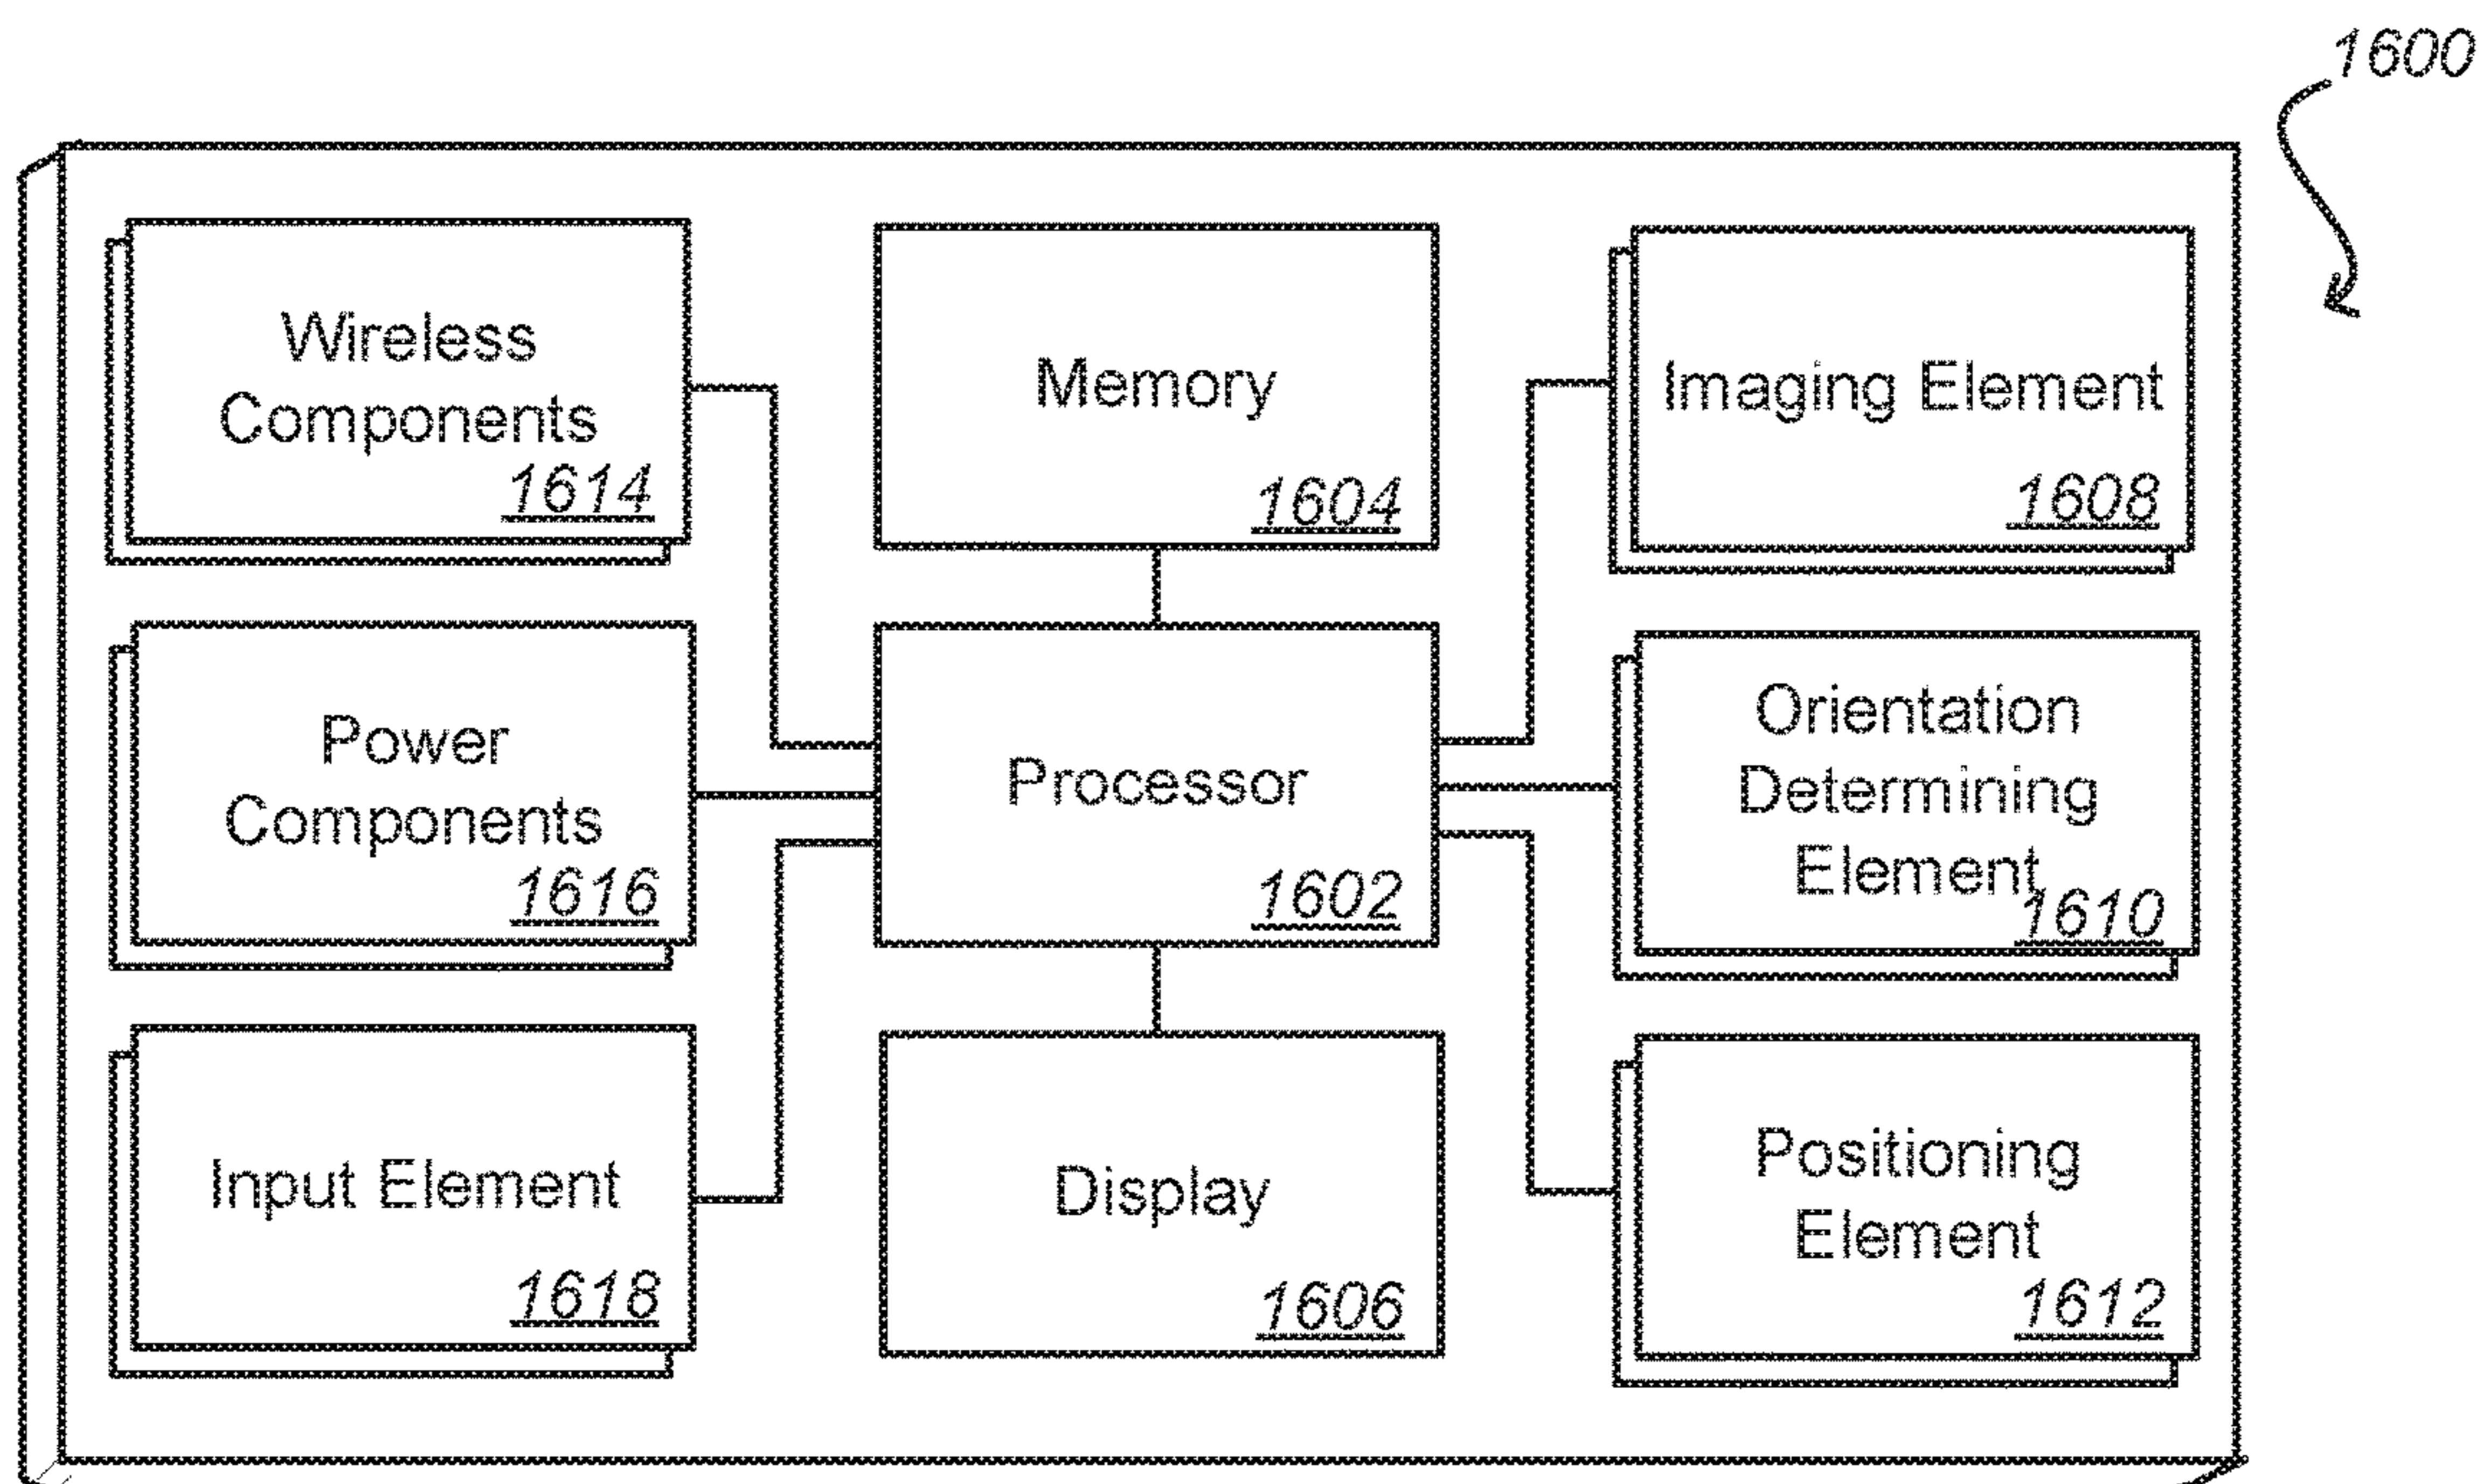 1600
Wireless
Components
1614
Memory
1604
Imaging Element
1608
Power
Components
1616
Processor
1602
Orientation
Determining
Element
1610
Input Element
1618
Display
1606
Positioning
Element
1612